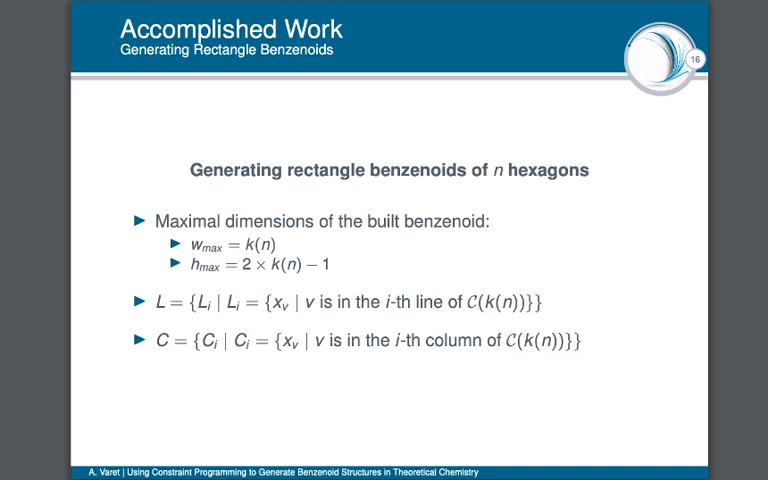 Accomplished Work
Generating Rectangle Benzenoids
16
Generating rectangle benzenoids of n hexagons
Maximal dimensions of the built benzenoid:
w_max = k(n)
h_max = 2 × k(n) − 1
L = {L_i | L_i = {x_v | v is in the i-th line of C(k(n))}}
C = {C_i | C_i = {x_v | v is in the i-th column of C(k(n))}}
A. Varet | Using Constraint Programming to Generate Benzenoid Structures in Theoretical Chemistry